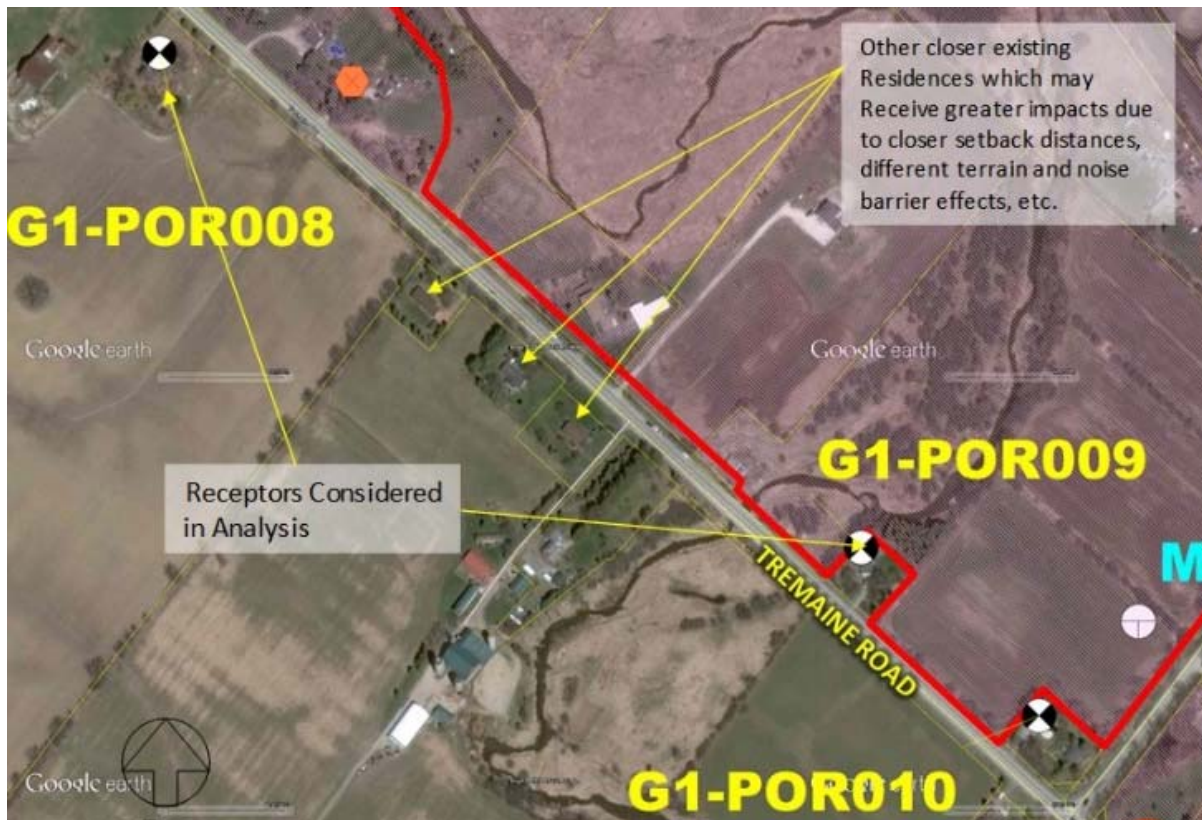 Other closer existing
Residences which may
Receive greater impacts due
to closer setback distances,
different terrain and noise
barrier effects, etc.
G1-POR008
Google earth
Google earth
G1-POR009
Receptors Considered
in Analysis
M
TREMAINE ROAD
Google earth
G1-POR010
Google earth